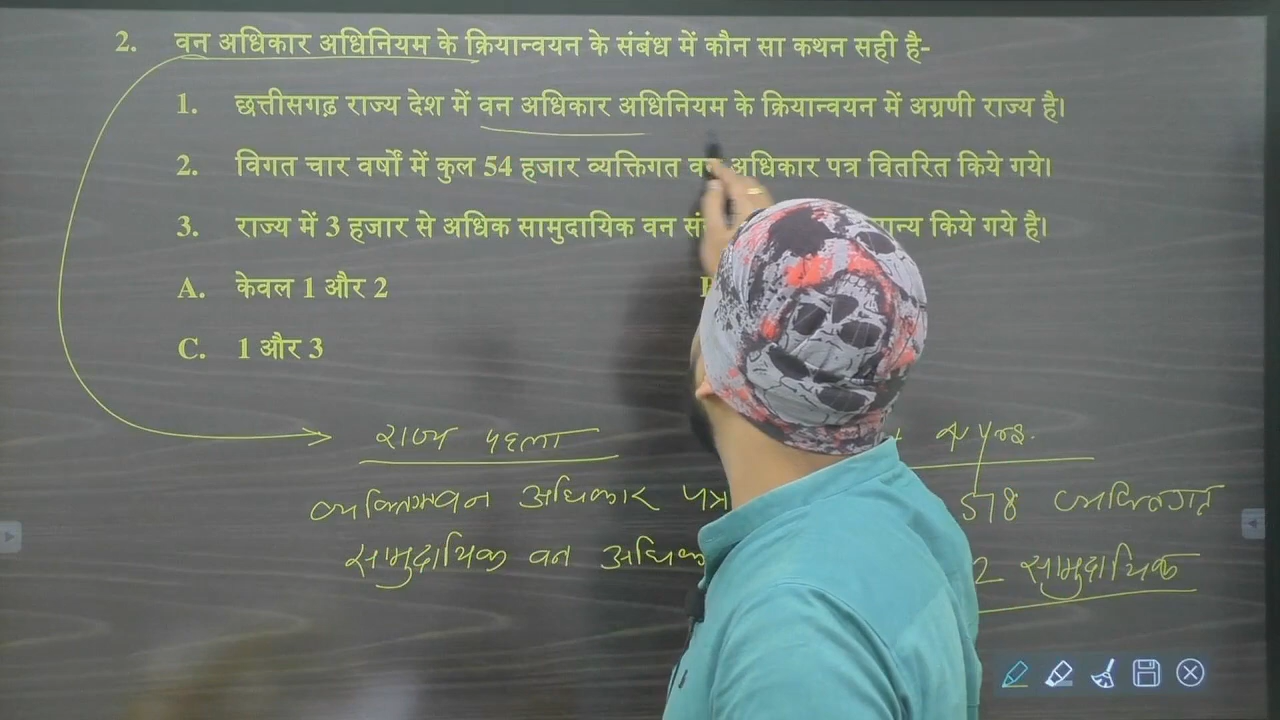 2. वन अधिकार अधिनियम के क्रियान्वयन के संबंध में कौन सा कथन सही है-
1. छत्तीसगढ़ राज्य देश में वन अधिकार अधिनियम के क्रियान्वयन में अग्रणी राज्य है।
2. विगत चार वर्षों में कुल 54 हजार व्यक्तिगत अधिकार पत्र वितरित किये गये।
3. राज्य में 3 हजार से अधिक सामुदायिक वन किये गये है।
A. केवल 1 और 2
C. 1 और 3
राज्य पहला
व्यक्तिगत वन अधिकार पत्र 578 व्यक्तिगत
सामुदायिक वन 2 सामुदायिक